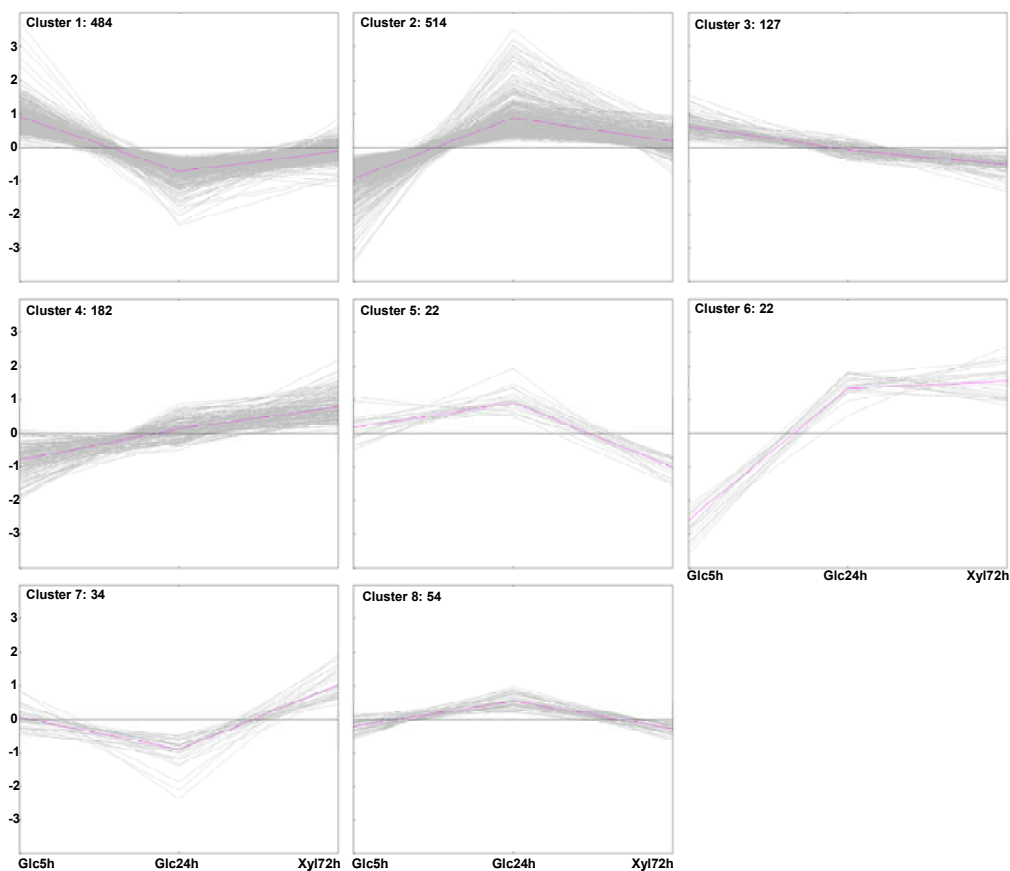 Cluster 1: 484
Cluster 2: 514
Cluster 3: 127
3
2
1
0
-1
-2
-3
Cluster 4: 182
Cluster 5: 22
Cluster 6: 22
3
2
1
0
-1
-2
-3
Glc5h Glc24h Xyl72h
Cluster 7: 34
Cluster 8: 54
3
2
1
0
-1
-2
-3
Glc5h Glc24h Xyl72h Glc5h Glc24h Xyl72h